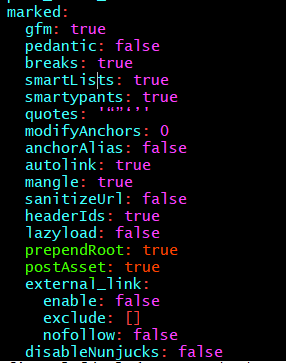 marked:
  gfm: true
  pedantic: false
  breaks: true
  smartLists: true
  smartypants: true
  quotes: '“”‘’'
  modifyAnchors: 0
  anchorAlias: false
  autolink: true
  mangle: true
  sanitizeUrl: false
  headerIds: true
  lazyload: false
  prependRoot: true
  postAsset: true
  external_link:
    enable: false
    exclude: []
    nofollow: false
  disableNunjucks: false